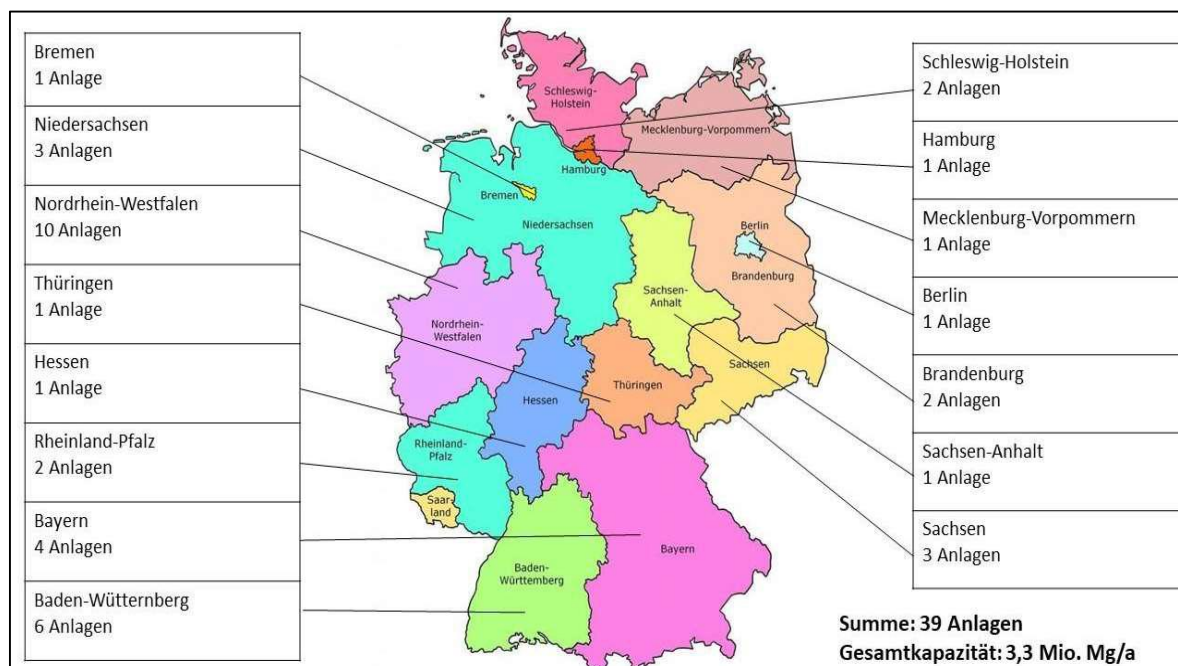 Bremen
1 Anlage
Niedersachsen
3 Anlagen
Nordrhein-Westfalen
10 Anlagen
Thüringen
1 Anlage
Hessen
1 Anlage
Rheinland-Pfalz
2 Anlagen
Bayern
4 Anlagen
Baden-Wütternberg
6 Anlagen
Schleswig-
Holstein
Mecklenburg-Vorpommern
Hamburg
Bremen
Niedersachsen
Berlin
Brandenburg
Sachsen-
Anhalt
Nordrhein-
Westfalen
Sachsen
Thüringen
Hessen
Rheinland-
Pfalz
Saar-
land
Bayern
Baden-
Württemberg
Schleswig-Holstein
2 Anlagen
Hamburg
1 Anlage
Mecklenburg-Vorpommern
1 Anlage
Berlin
1 Anlage
Brandenburg
2 Anlagen
Sachsen-Anhalt
1 Anlage
Sachsen
3 Anlagen
Summe: 39 Anlagen
Gesamtkapazität: 3,3 Mio. Mg/a